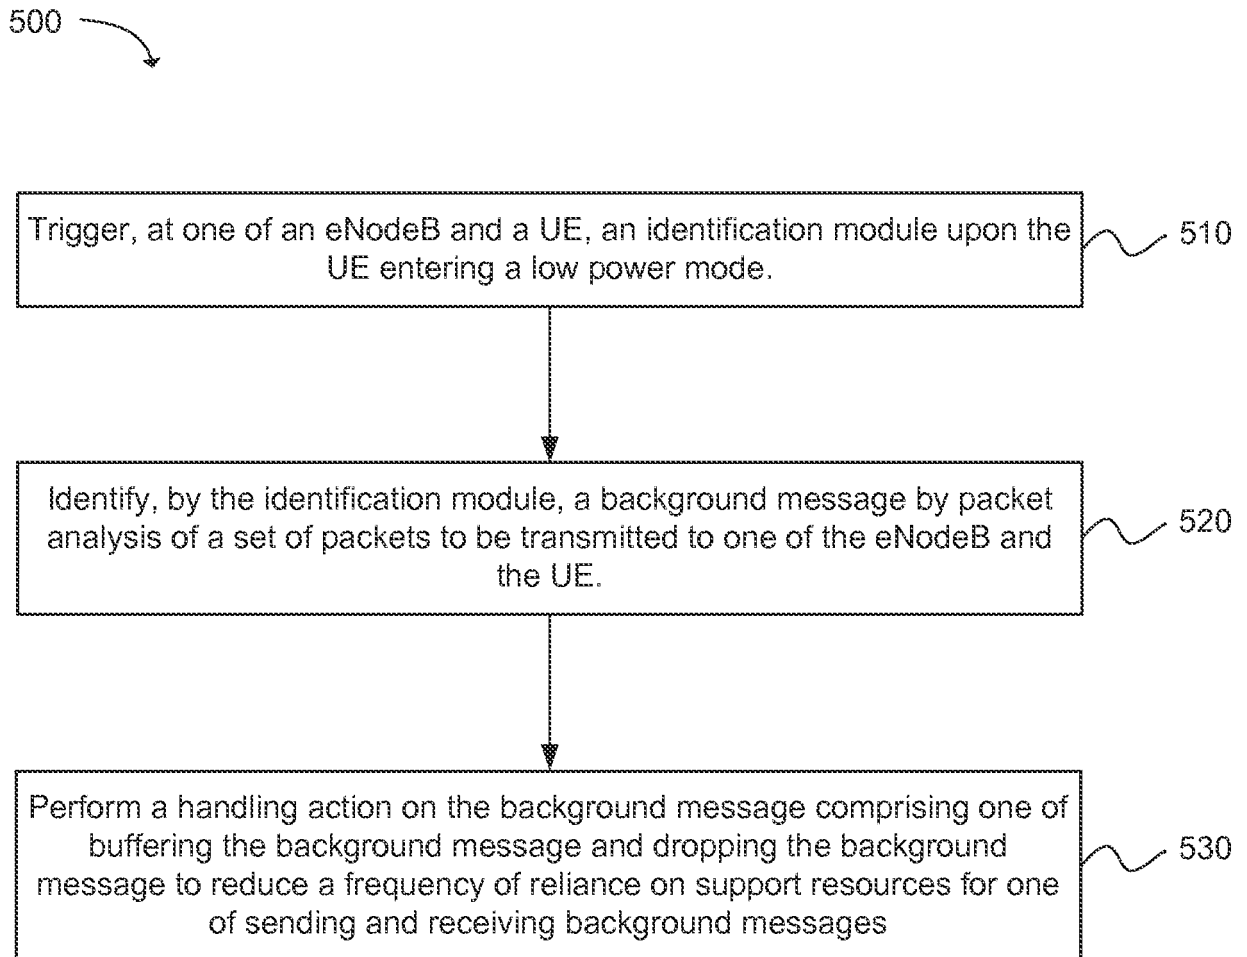 500
Trigger, at one of an eNodeB and a UE, an identification module upon the
UE entering a low power mode.
510
Identify, by the identification module, a background message by packet
analysis of a set of packets to be transmitted to one of the eNodeB and
the UE.
520
Perform a handling action on the background message comprising one of
buffering the background message and dropping the background
message to reduce a frequency of reliance on support resources for one
of sending and receiving background messages
530